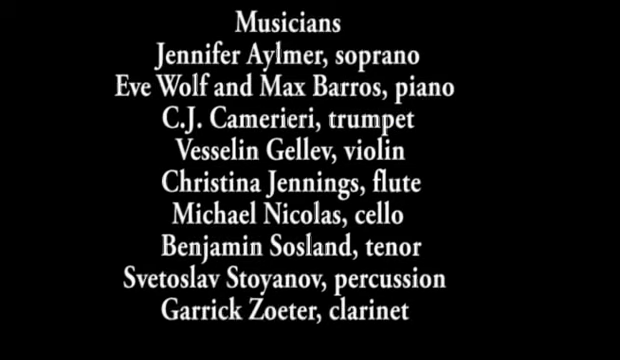 Musicians
Jennifer Aylmer, soprano
Eve Wolf and Max Barros, piano
C.J. Camerieri, trumpet
Vesselin Gellev, violin
Christina Jennings, flute
Michael Nicolas, cello
Benjamin Sosland, tenor
Svetoslav Stoyanov, percussion
Garrick Zoeter, clarinet